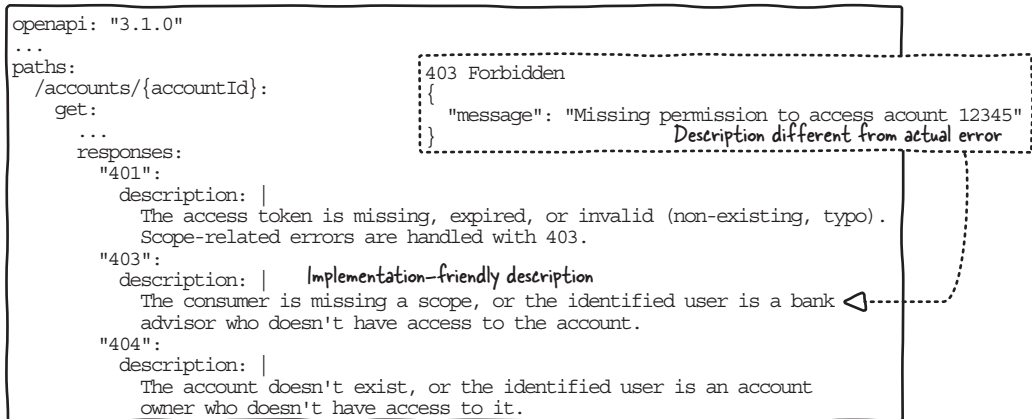 openapi: "3.1.0"
...
paths:
/accounts/{accountId}:
get:
...
responses:
"401":
description: |
The access token is missing, expired, or invalid (non-existing, typo).
Scope-related errors are handled with 403.
"403":
description: |
Implementation-friendly description
The consumer is missing a scope, or the identified user is a bank
advisor who doesn't have access to the account.
"404":
description: |
The account doesn't exist, or the identified user is an account
owner who doesn't have access to it.
403 Forbidden
{
"message": "Missing permission to access acount 12345"
}
Description different from actual error